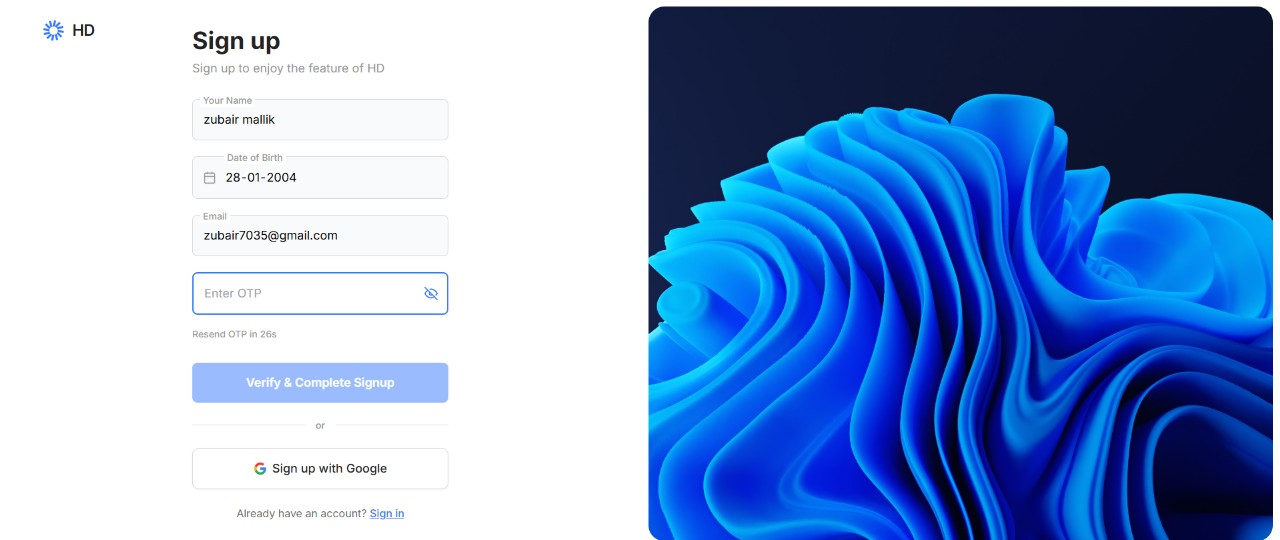 HD
Sign up
Sign up to enjoy the feature of HD
Your Name
zubair mallik
Date of Birth
28-01-2004
Email
zubair7035@gmail.com
Enter OTP
Resend OTP in 26s
Verify & Complete Signup
or
Sign up with Google
Already have an account? Sign in